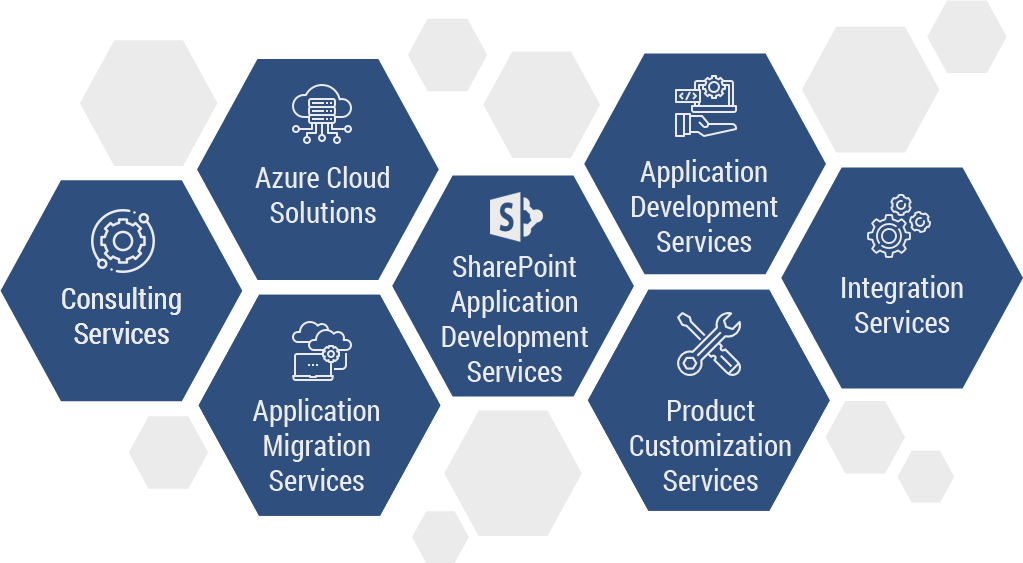 Azure Cloud
Solutions
Application
Development
Services
</>
Consulting
Services
S
SharePoint
Application
Development
Services
Integration
Services
Application
Migration
Services
Product
Customization
Services